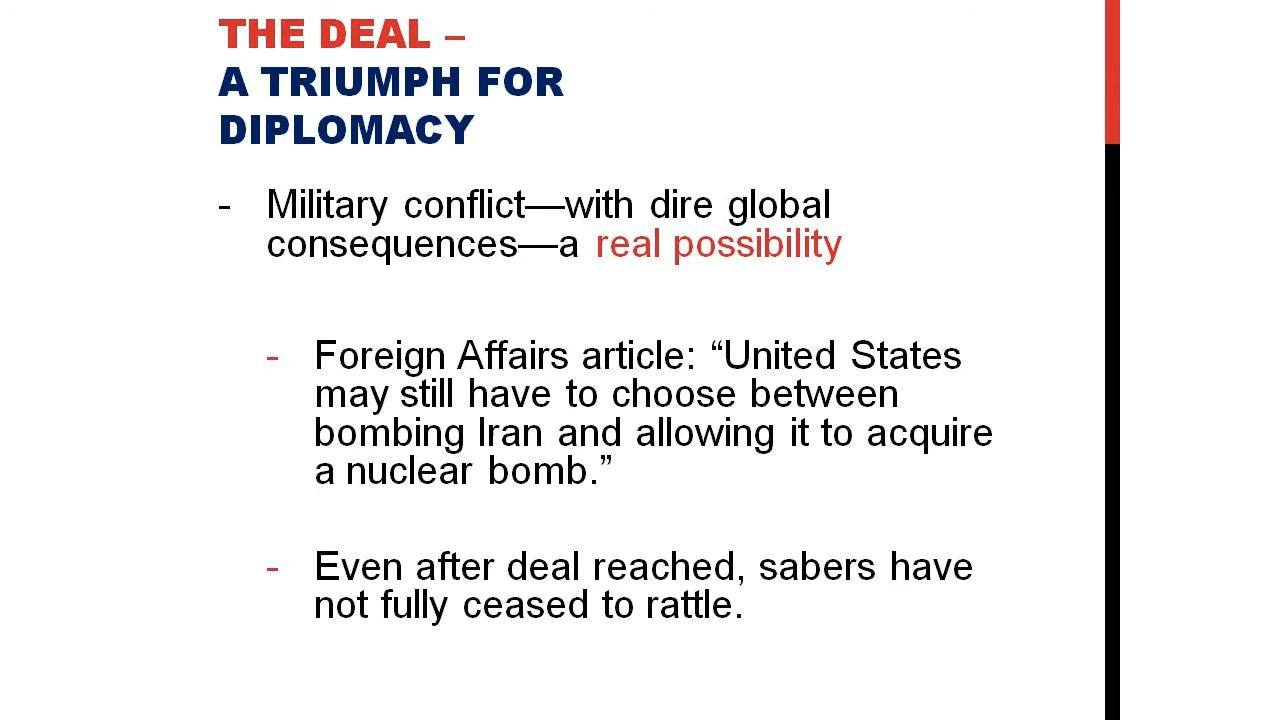 THE DEAL –
A TRIUMPH FOR
DIPLOMACY
- Military conflict—with dire global
consequences—a real possibility
- Foreign Affairs article: “United States
may still have to choose between
bombing Iran and allowing it to acquire
a nuclear bomb.”
- Even after deal reached, sabers have
not fully ceased to rattle.